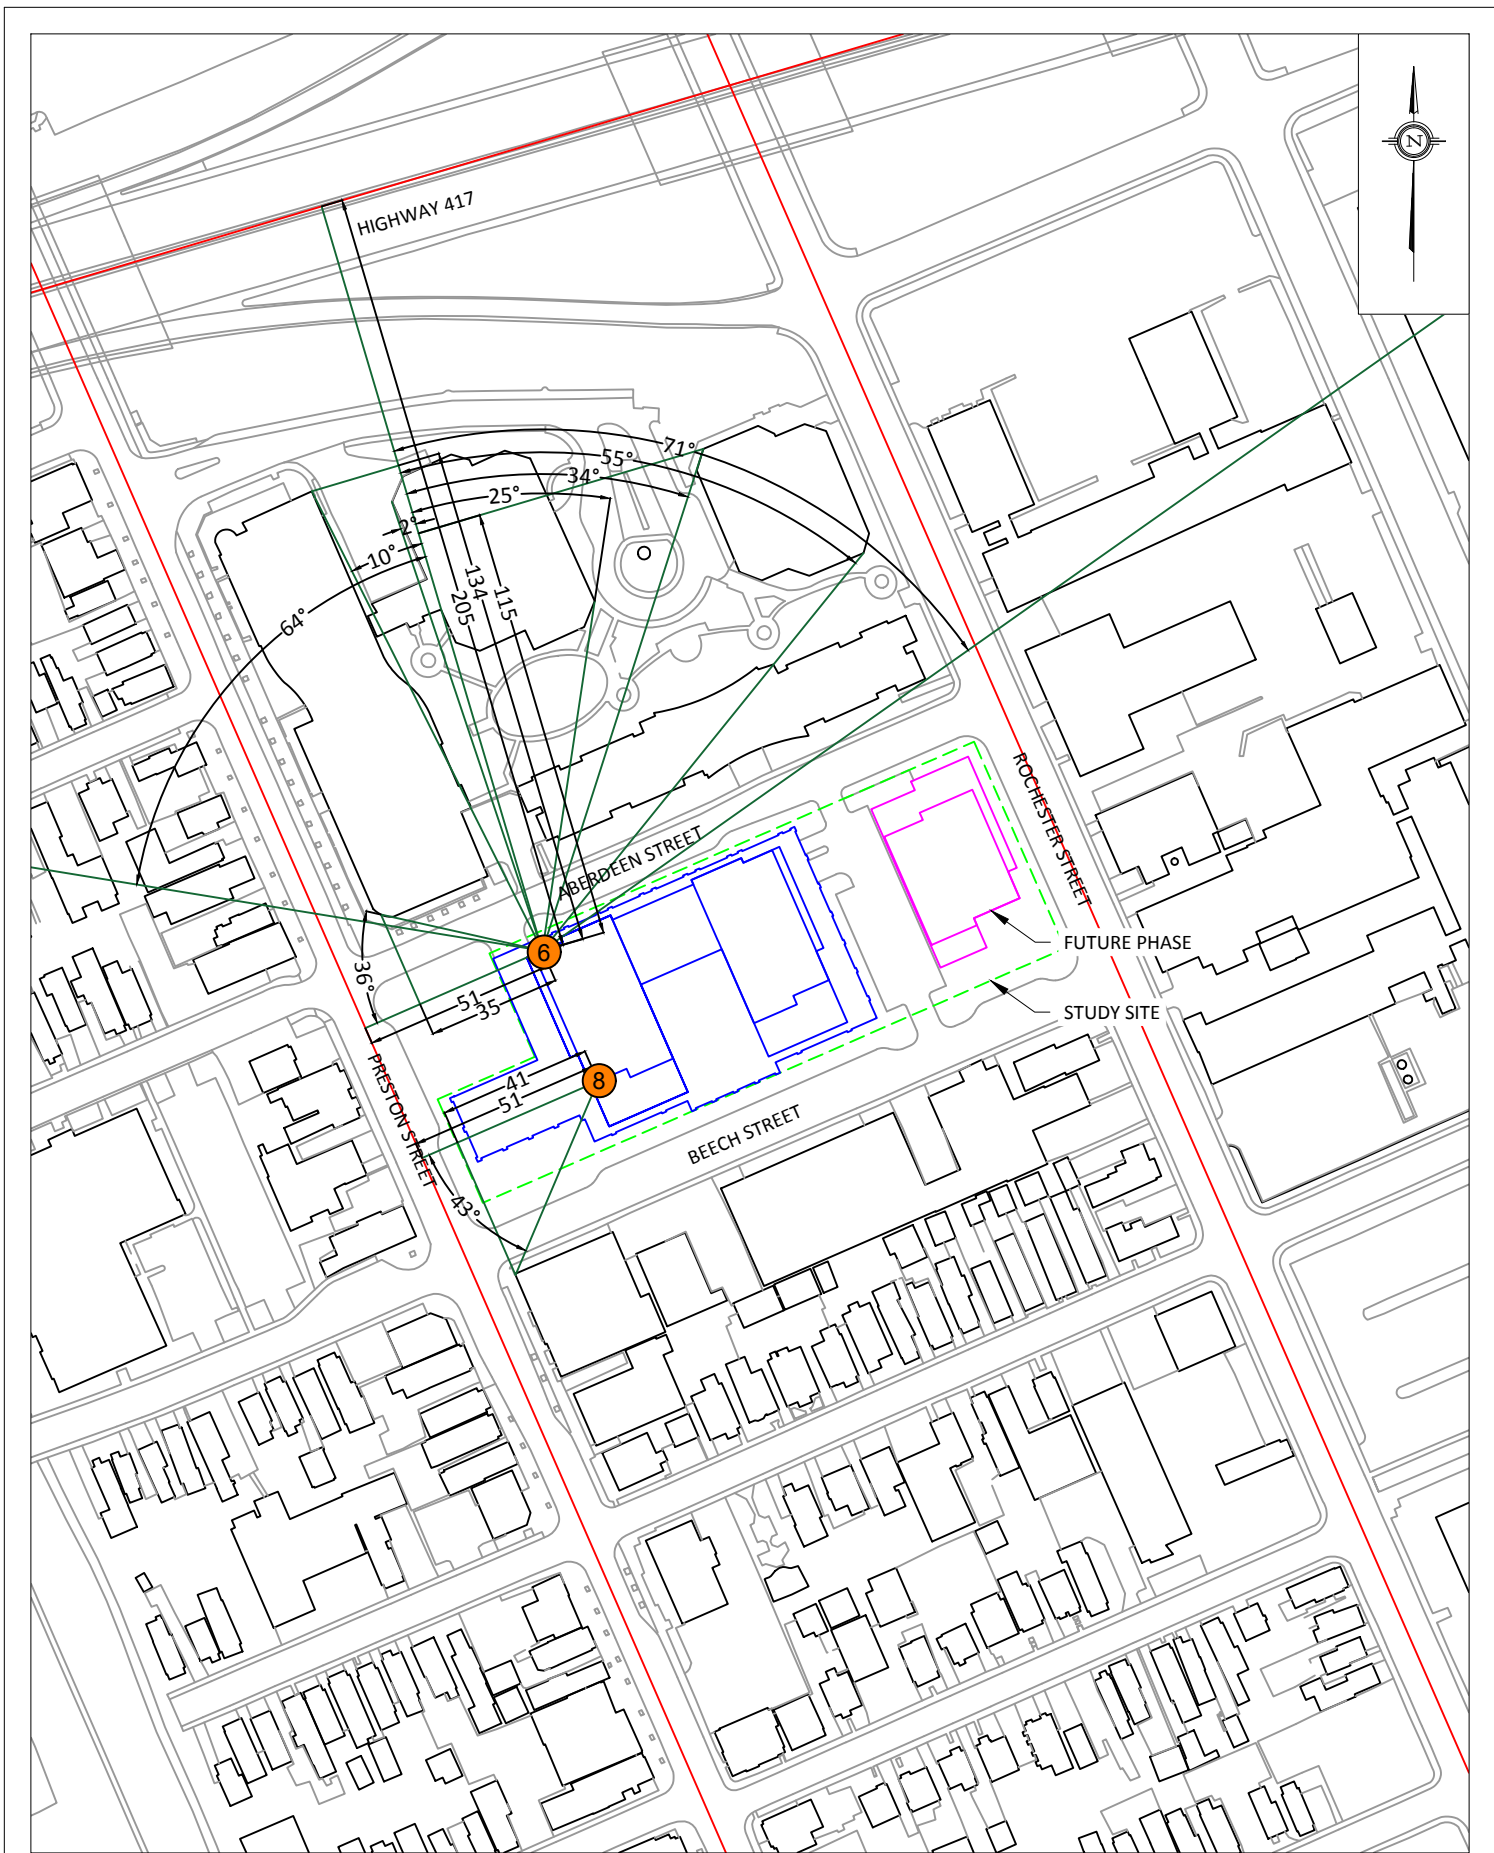 N
HIGHWAY 417
71°
55°
34°
25°
2°
10°
64°
205
134
115
ABERDEEN STREET
ROCHESTER STREET
6
36°
51
35
FUTURE PHASE
STUDY SITE
PRESTON STREET
41
51
8
43°
BEECH STREET